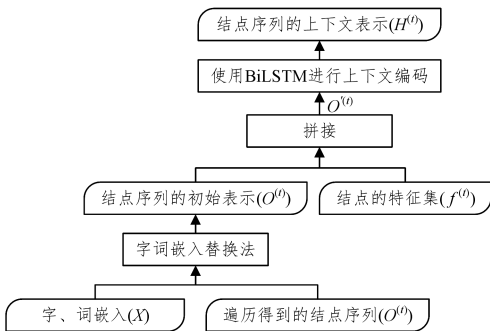 结点序列的上下文表示(H^(t))
使用BiLSTM进行上下文编码
O'^(t)
拼接
结点序列的初始表示(O^(t))
结点的特征集(f^(t))
字词嵌入替换法
字、词嵌入(X)
遍历得到的结点序列(O^(t))